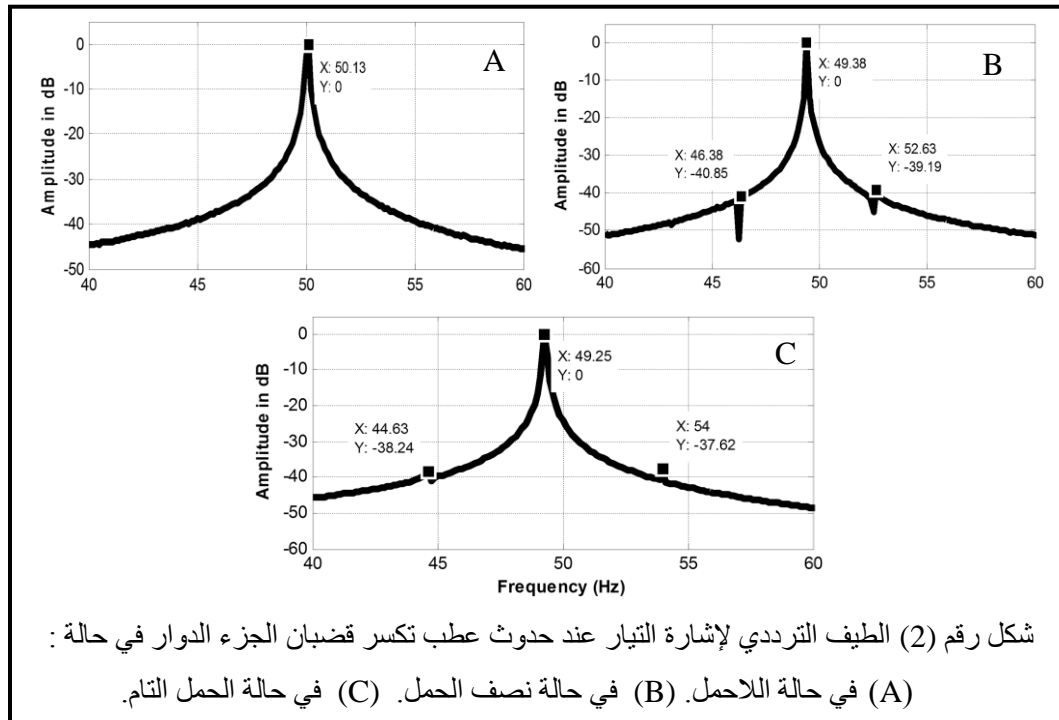 A
Amplitude in dB
0
-10
-20
-30
-40
-50
40
45
50
55
60
X: 50.13
Y: 0
B
Amplitude in dB
0
-10
-20
-30
-40
-50
-60
40
45
50
55
60
X: 49.38
Y: 0
X: 46.38
Y: -40.85
X: 52.63
Y: -39.19
C
Amplitude in dB
0
-10
-20
-30
-40
-50
-60
40
45
50
55
60
X: 49.25
Y: 0
X: 44.63
Y: -38.24
X: 54
Y: -37.62
Frequency (Hz)
شكل رقم (2) الطيف الترددي لإشارة التيار عند حدوث عطب تكسر قضبان الجزء الدوار في حالة :
(A) في حالة اللاحمل. (B) في حالة نصف الحمل. (C) في حالة الحمل التام.